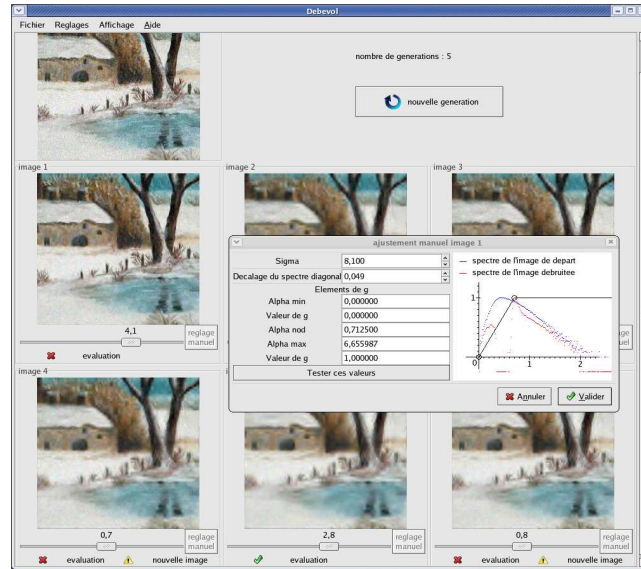 Debevol
Fichier Reglages Affichage Aide
nombre de generations : 5
nouvelle generation
image 1
image 2
image 3
ajustement manuel image 1
Sigma 8,100
Decalage du spectre diagonal 0,049
Elements de g
Alpha min 0,000000
Valeur de g 0,000000
Alpha nod 0,712500
Alpha max 6,655987
Valeur de g 1,000000
Tester ces valeurs
spectre de l'image de depart
spectre de l'image debruitee
1
0 1 2
Annuler Valider
4,1
reglage manuel
evaluation
image 4
0,7
reglage manuel
evaluation nouvelle image
2,8
reglage manuel
evaluation
0,8
reglage manuel
evaluation nouvelle image